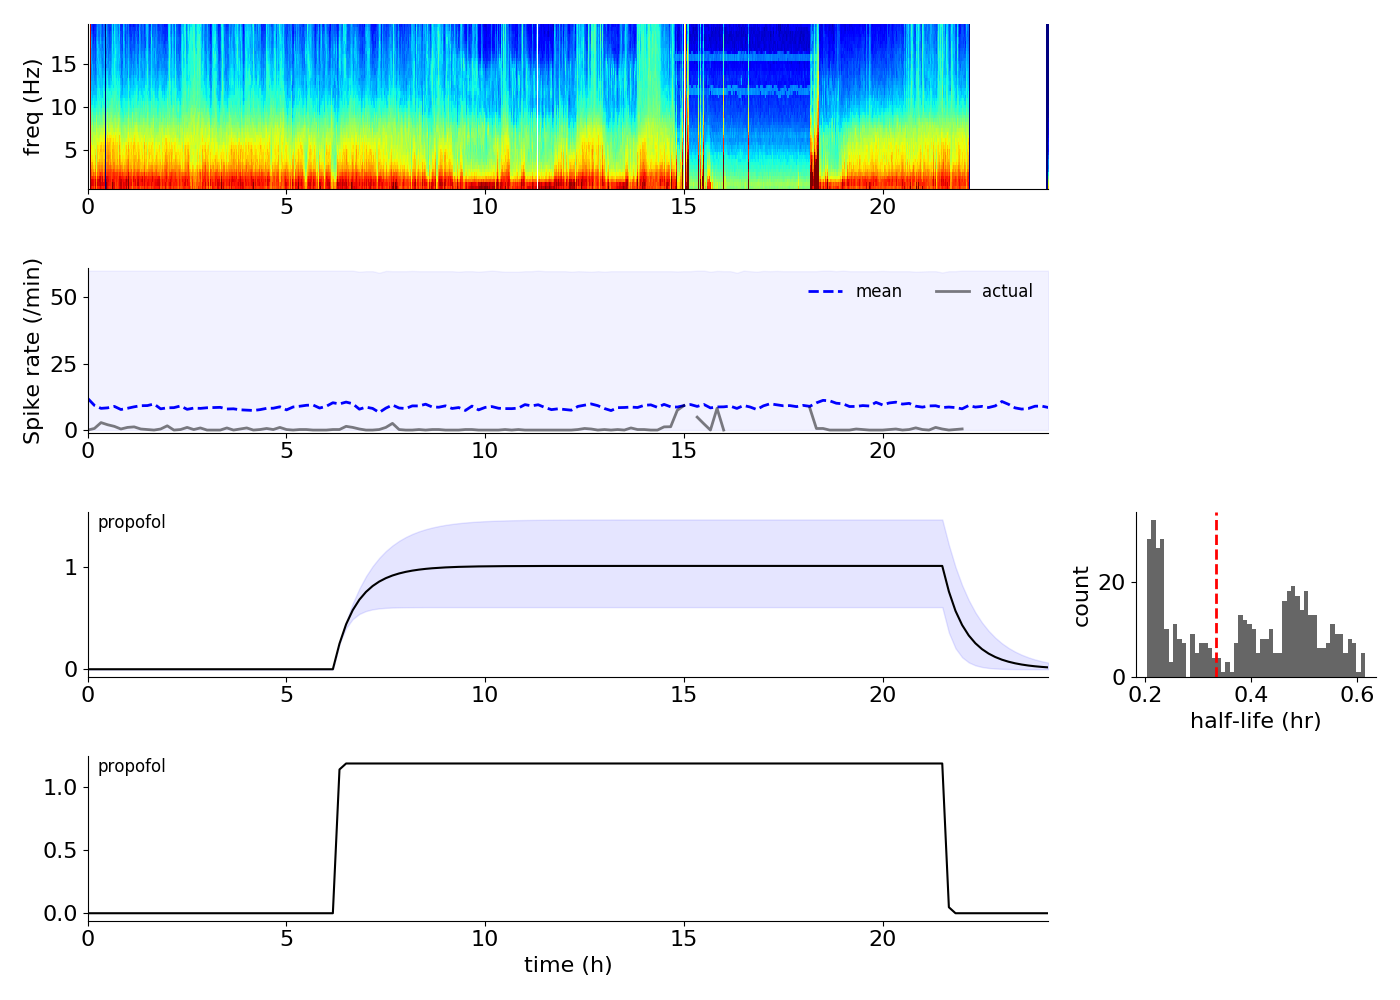 freq (Hz)
15
10
5
0 5 10 15 20
Spike rate (/min)
50
25
0
mean actual
0 5 10 15 20
propofol
1
0
0 5 10 15 20
count
20
0
0.2 0.4 0.6
half-life (hr)
propofol
1.0
0.5
0.0
0 5 10 15 20
time (h)